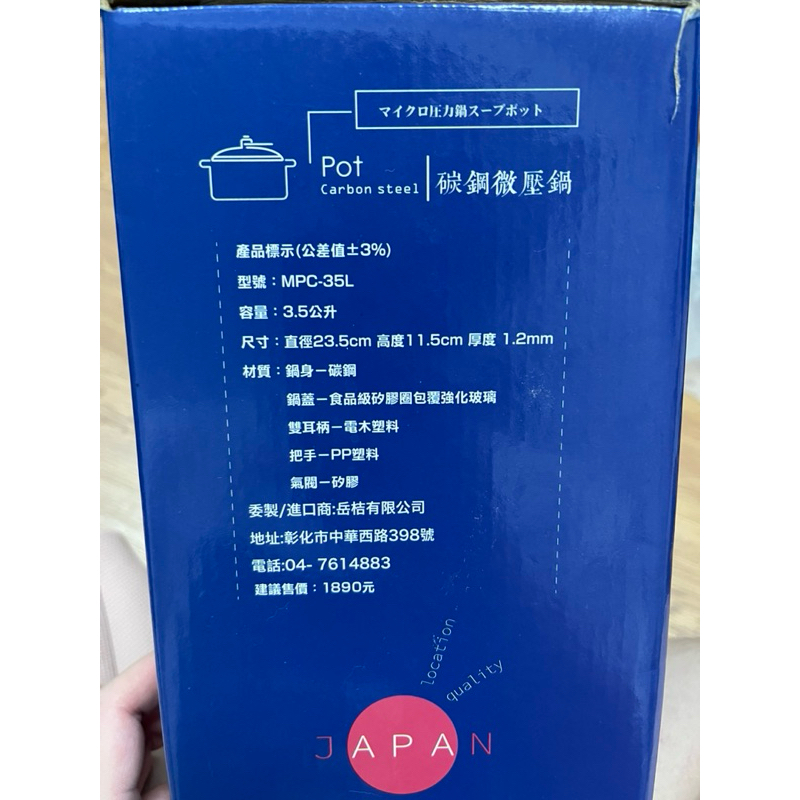 マイクロ圧力鍋スープポット
Pot
Carbon steel
碳鋼微壓鍋
產品標示(公差值±3%)
型號：MPC-35L
容量：3.5公升
尺寸：直徑23.5cm 高度11.5cm 厚度 1.2mm
材質：鍋身－碳鋼
鍋蓋－食品級矽膠圈包覆強化玻璃
雙耳柄－電木塑料
把手－PP塑料
氣閥－矽膠
委製/進口商:岳桔有限公司
地址:彰化市中華西路398號
電話:04- 7614883
建議售價：1890元
location
quality
JAPAN